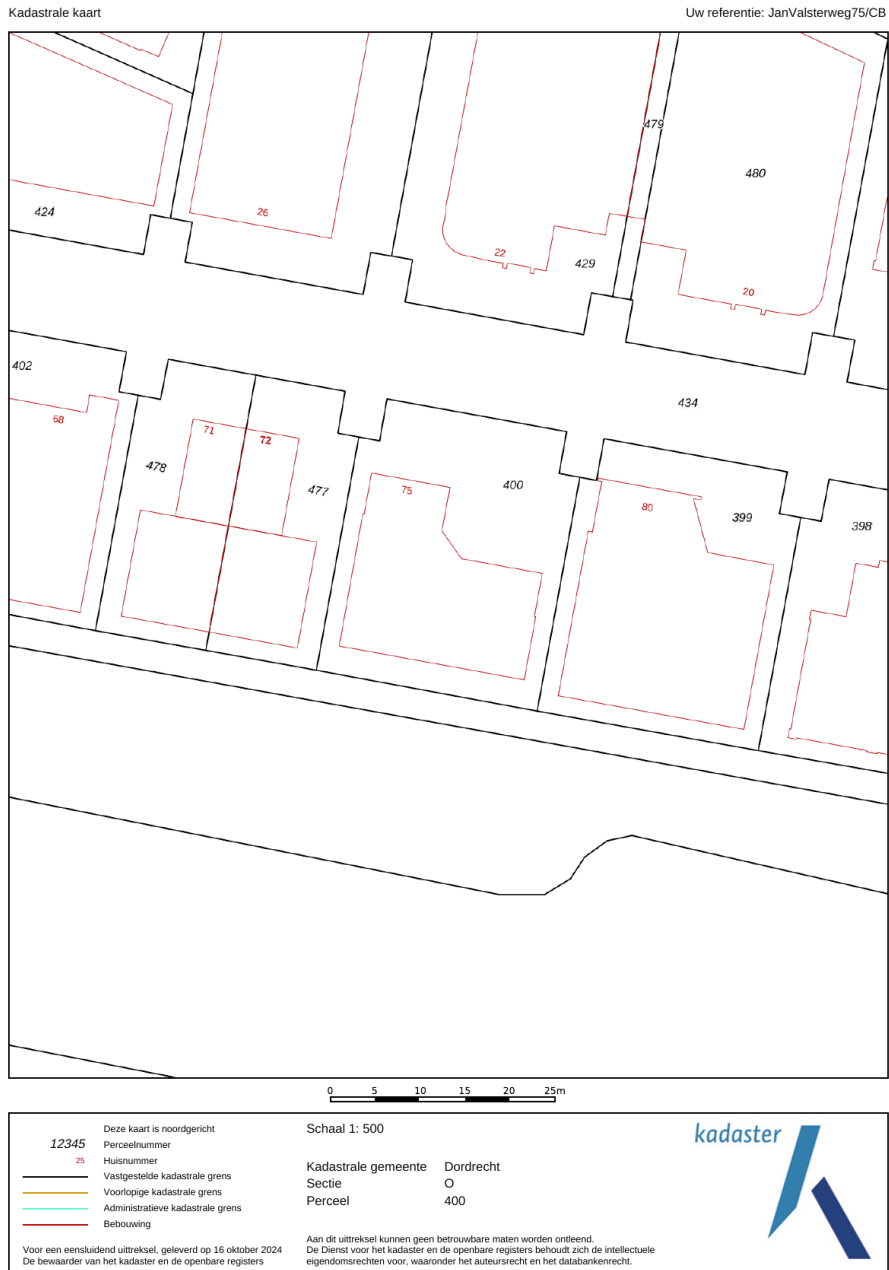 Kadastrale kaart
Uw referentie: JanValsterweg75/CB
479
480
424
26
22
429
20
402
434
68
71
72
478
477
75
400
80
399
398
0 5 10 15 20 25m
Deze kaart is noordgericht
12345 Perceelnummer
25 Huisnummer
Vastgestelde kadastrale grens
Voorlopige kadastrale grens
Administratieve kadastrale grens
Bebouwing
Voor een eensluidend uittreksel, geleverd op 16 oktober 2024
De bewaarder van het kadaster en de openbare registers
Schaal 1: 500
Kadastrale gemeente Dordrecht
Sectie O
Perceel 400
Aan dit uittreksel kunnen geen betrouwbare maten worden ontleend.
De Dienst voor het kadaster en de openbare registers behoudt zich de intellectuele
eigendomsrechten voor, waaronder het auteursrecht en het databankenrecht.
kadaster